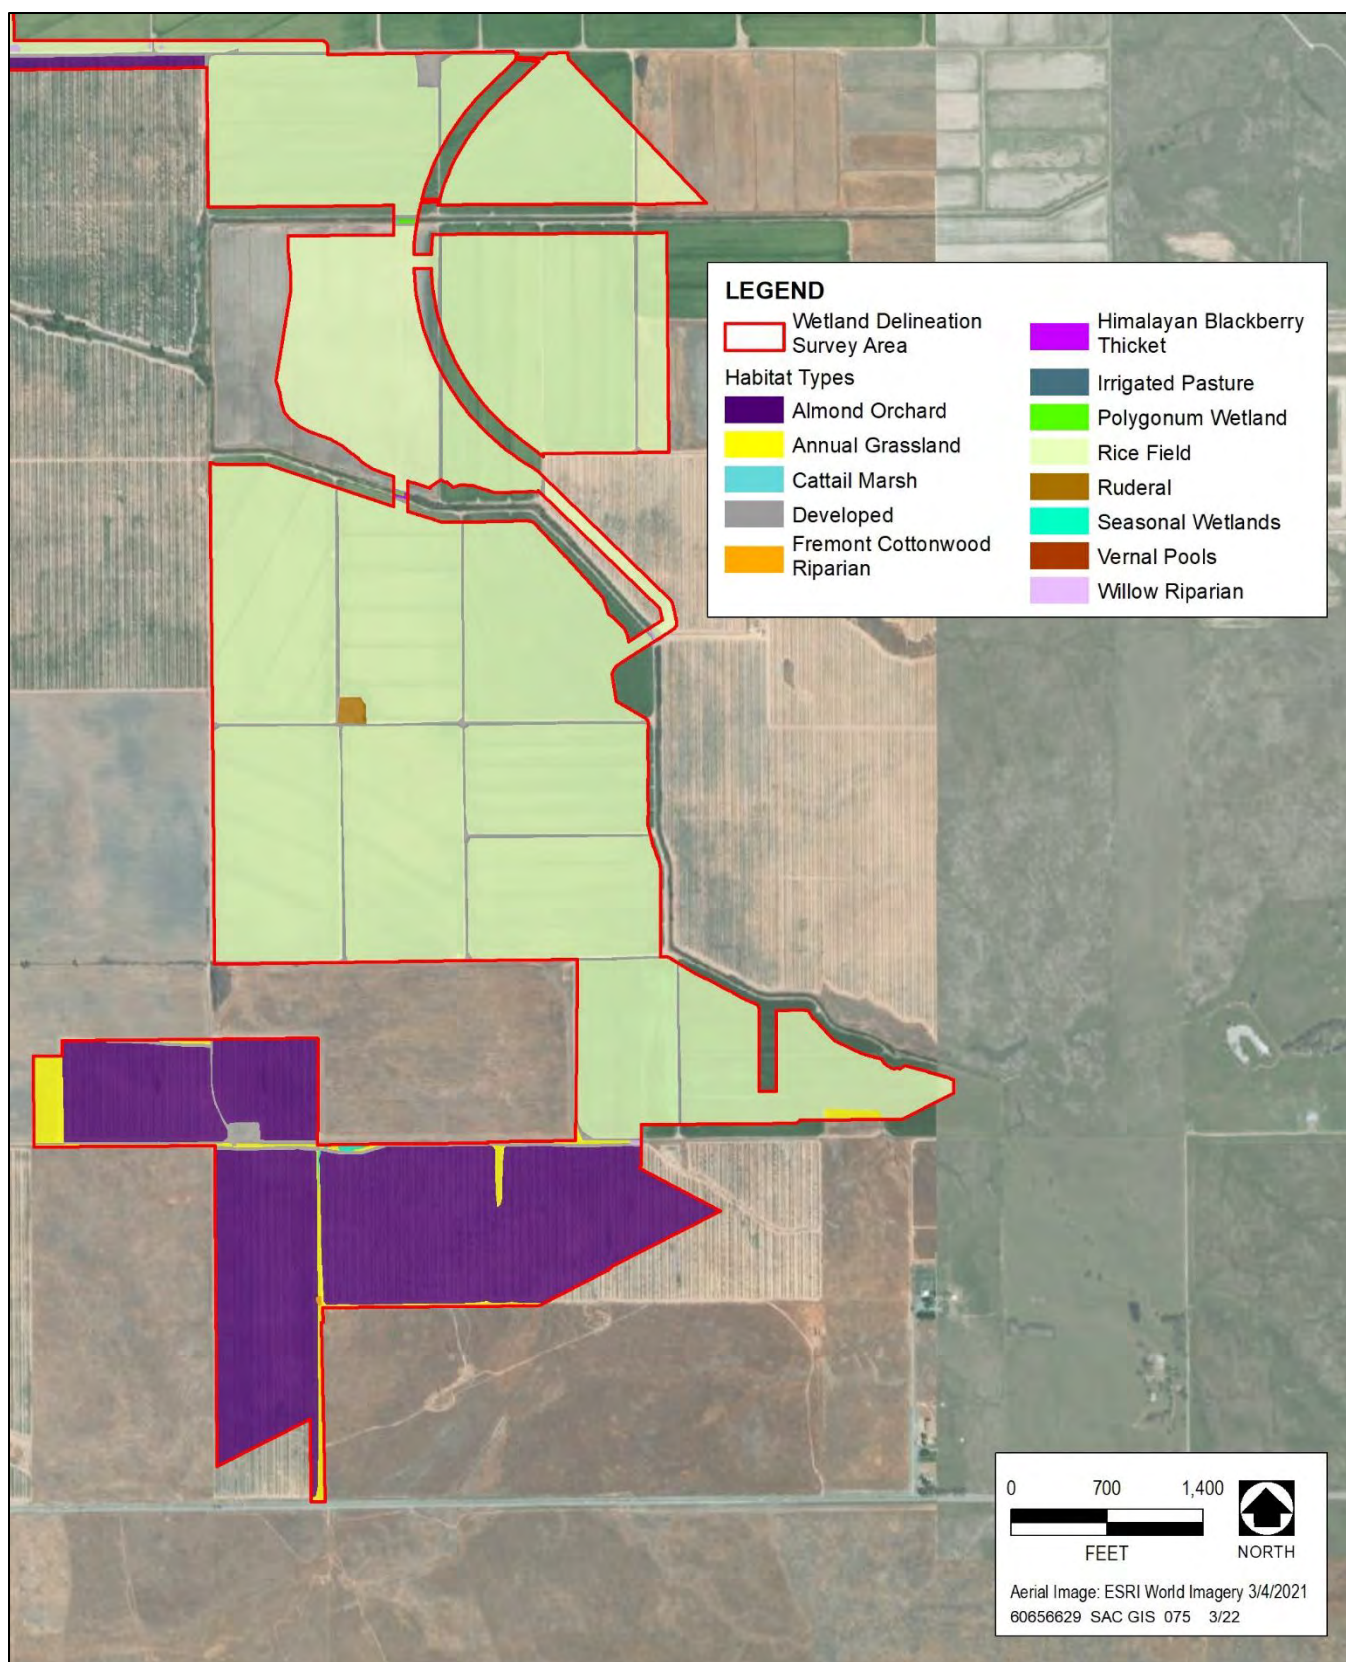 LEGEND
Wetland Delineation
Survey Area
Habitat Types
Almond Orchard
Annual Grassland
Cattail Marsh
Developed
Fremont Cottonwood
Riparian
Himalayan Blackberry
Thicket
Irrigated Pasture
Polygonum Wetland
Rice Field
Ruderal
Seasonal Wetlands
Vernal Pools
Willow Riparian
0 700 1,400
FEET
NORTH
Aerial Image: ESRI World Imagery 3/4/2021
60656629 SAC GIS 075 3/22